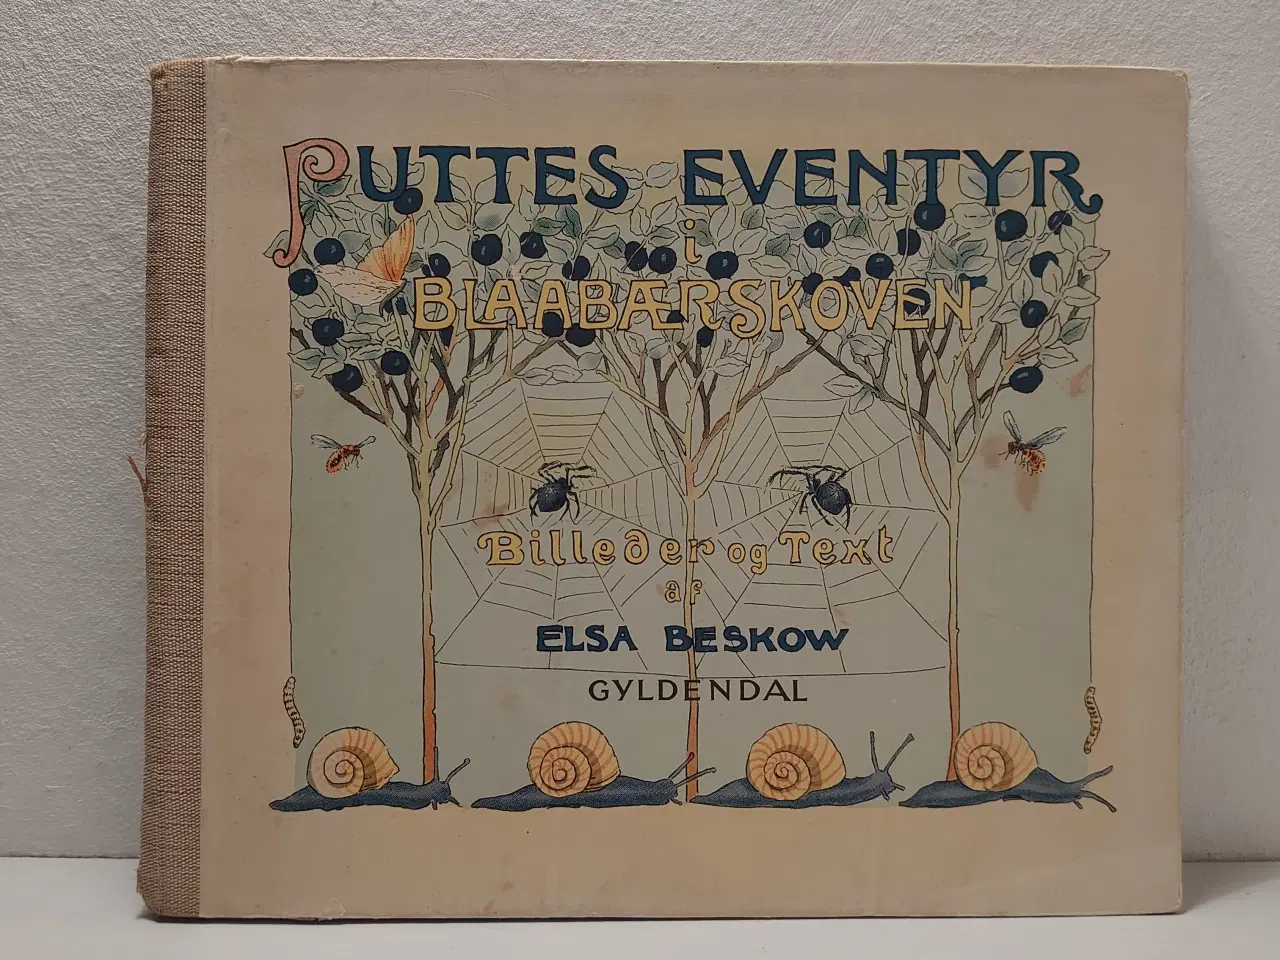 PUTTES EVENTYR
i
BLAABÆRSKOVEN
Billeder og Text
af
ELSA BESKOW
GYLDENDAL